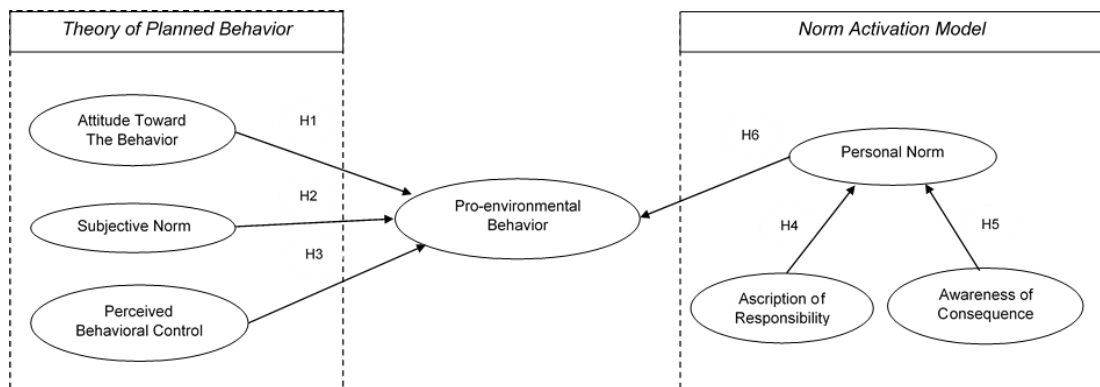 Theory of Planned Behavior
Norm Activation Model
Attitude Toward
The Behavior
H1
H2
Subjective Norm
H3
Perceived
Behavioral Control
Pro-environmental
Behavior
H6
Personal Norm
H4
H5
Ascription of
Responsibility
Awareness of
Consequence